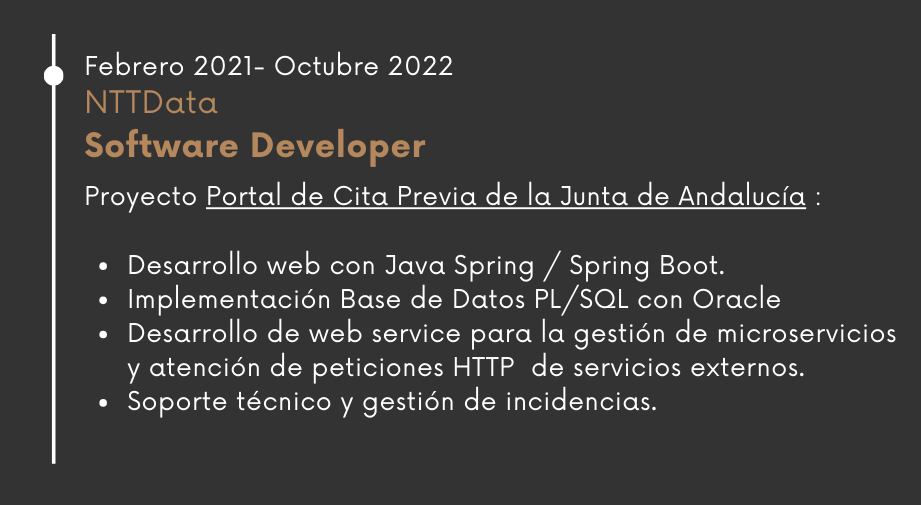 Febrero 2021- Octubre 2022
NTTData
Software Developer
Proyecto Portal de Cita Previa de la Junta de Andalucía :
• Desarrollo web con Java Spring / Spring Boot.
• Implementación Base de Datos PL/SQL con Oracle
• Desarrollo de web service para la gestión de microservicios
y atención de peticiones HTTP  de servicios externos.
• Soporte técnico y gestión de incidencias.